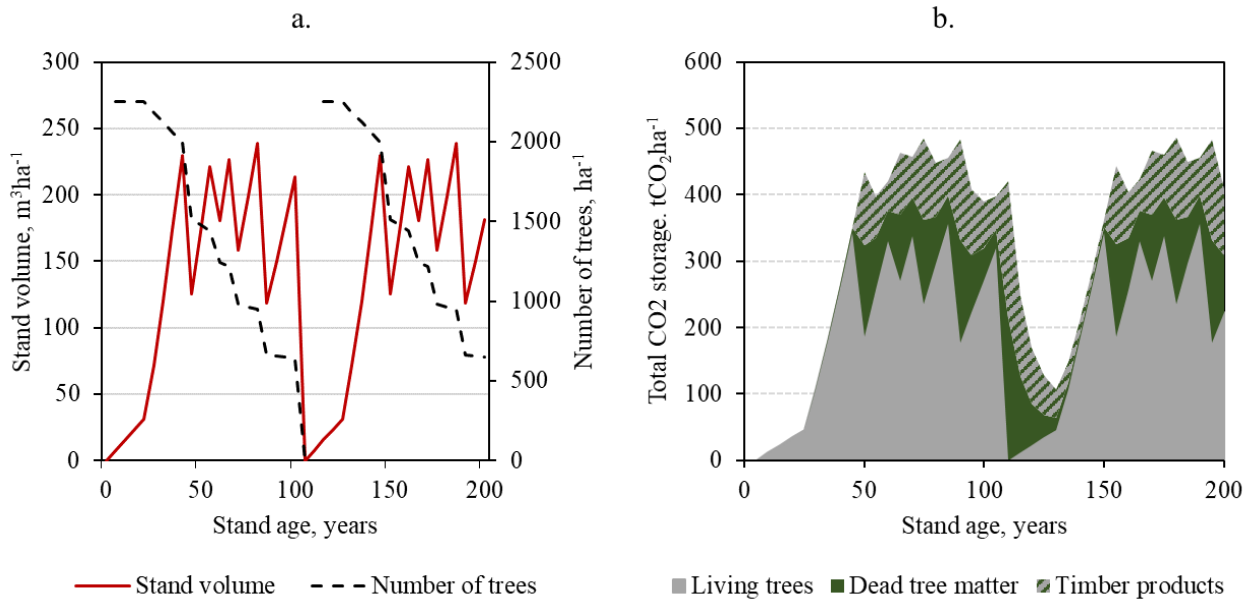 a.
300
250
200
150
100
50
0
Stand volume, m³ha⁻¹
2500
2000
1500
1000
500
0
Number of trees, ha⁻¹
0 50 100 150 200
Stand age, years
Stand volume Number of trees
b.
600
500
400
300
200
100
0
Total CO2 storage. tCO₂ha⁻¹
0 50 100 150 200
Stand age, years
Living trees Dead tree matter Timber products